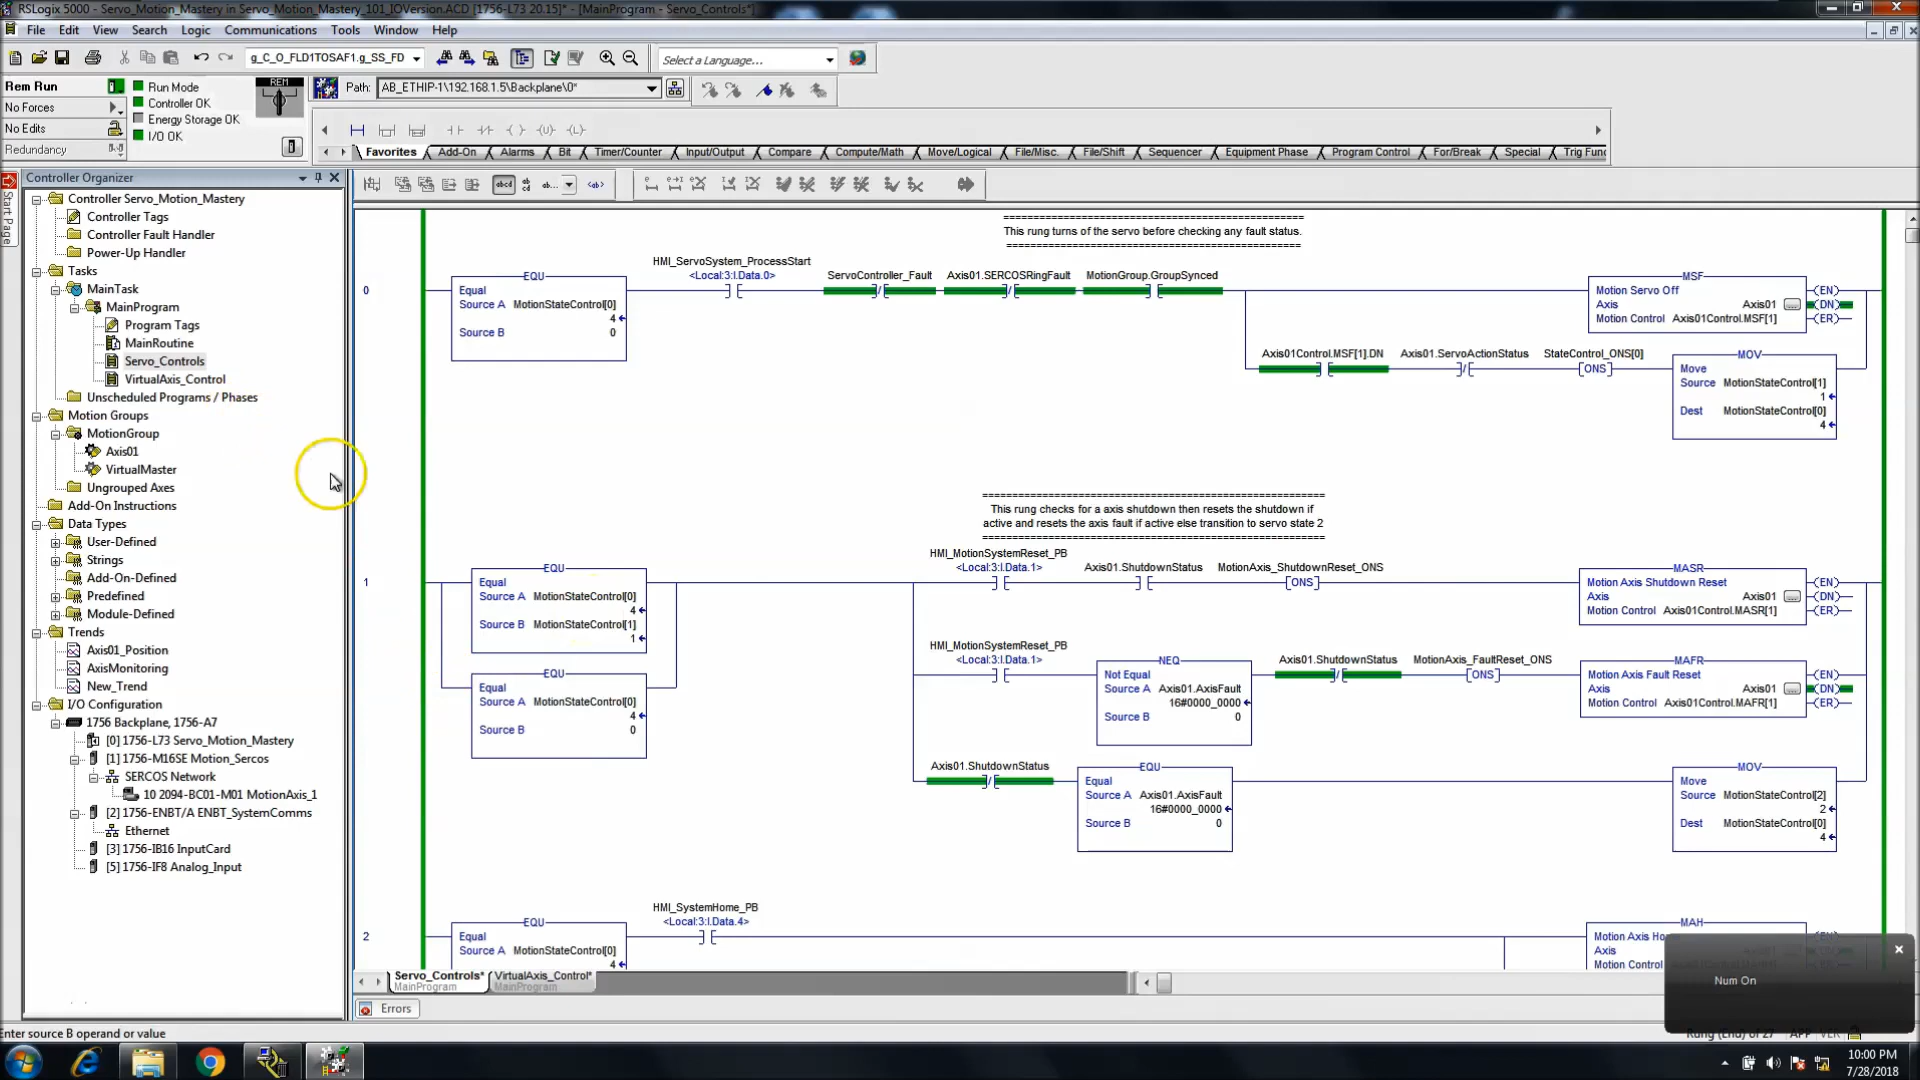 RSLogix 5000 - Servo_Motion_Mastery in Servo_Motion_Mastery_101_IOVersion.ACD [1756-L73 20.15]* - [MainProgram - Servo_Controls*]
File Edit View Search Logic Communications Tools Window Help
g_C_O_FLD1TOSAF1.g_SS_FD
Select a Language...
Rem Run
No Forces
No Edits
Redundancy
Run Mode
Controller OK
Energy Storage OK
I/O OK
REM
Path: AB_ETHIP-1\192.168.1.5\Backplane\0*
Favorites Add-On Alarms Bit Timer/Counter Input/Output Compare Compute/Math Move/Logical File/Misc. File/Shift Sequencer Equipment Phase Program Control For/Break Special Trig Func
Start Page
Controller Organizer
Controller Servo_Motion_Mastery
Controller Tags
Controller Fault Handler
Power-Up Handler
Tasks
MainTask
MainProgram
Program Tags
MainRoutine
Servo_Controls
VirtualAxis_Control
Unscheduled Programs / Phases
Motion Groups
MotionGroup
Axis01
VirtualMaster
Ungrouped Axes
Add-On Instructions
Data Types
User-Defined
Strings
Add-On-Defined
Predefined
Module-Defined
Trends
Axis01_Position
AxisMonitoring
New_Trend
I/O Configuration
1756 Backplane, 1756-A7
[0] 1756-L73 Servo_Motion_Mastery
[1] 1756-M16SE Motion_Sercos
SERCOS Network
10 2094-BC01-M01 MotionAxis_1
[2] 1756-ENBT/A ENBT_SystemComms
Ethernet
[3] 1756-IB16 InputCard
[5] 1756-IF8 Analog_Input
This rung turns of the servo before checking any fault status.
0
EQU
Equal
Source A MotionStateControl[0]
4
Source B 0
HMI_ServoSystem_ProcessStart
<Local:3:I.Data.0>
ServoController_Fault
Axis01.SERCOSRingFault
MotionGroup.GroupSynced
MSF
Motion Servo Off
Axis Axis01
Motion Control Axis01Control.MSF[1]
EN
DN
ER
Axis01Control.MSF[1].DN
Axis01.ServoActionStatus
StateControl_ONS[0]
ONS
MOV
Move
Source MotionStateControl[1]
1
Dest MotionStateControl[0]
4
This rung checks for a axis shutdown then resets the shutdown if
active and resets the axis fault if active else transition to servo state 2
1
EQU
Equal
Source A MotionStateControl[0]
4
Source B MotionStateControl[1]
1
EQU
Equal
Source A MotionStateControl[0]
4
Source B 0
HMI_MotionSystemReset_PB
<Local:3:I.Data.1>
Axis01.ShutdownStatus
MotionAxis_ShutdownReset_ONS
ONS
MASR
Motion Axis Shutdown Reset
Axis Axis01
Motion Control Axis01Control.MASR[1]
EN
DN
ER
HMI_MotionSystemReset_PB
<Local:3:I.Data.1>
NEQ
Not Equal
Source A Axis01.AxisFault
16#0000_0000
Source B 0
Axis01.ShutdownStatus
MotionAxis_FaultReset_ONS
ONS
MAFR
Motion Axis Fault Reset
Axis Axis01
Motion Control Axis01Control.MAFR[1]
EN
DN
ER
Axis01.ShutdownStatus
EQU
Equal
Source A Axis01.AxisFault
16#0000_0000
Source B 0
MOV
Move
Source MotionStateControl[2]
2
Dest MotionStateControl[0]
4
2
EQU
Equal
Source A MotionStateControl[0]
4
HMI_SystemHome_PB
<Local:3:I.Data.4>
MAH
Motion Axis Ho
Axis
Motion Control
Num On
Servo_Controls*
MainProgram
VirtualAxis_Control*
MainProgram
Errors
Enter source B operand or value
Rung (End) of 27 APP VER
10:00 PM
7/28/2018